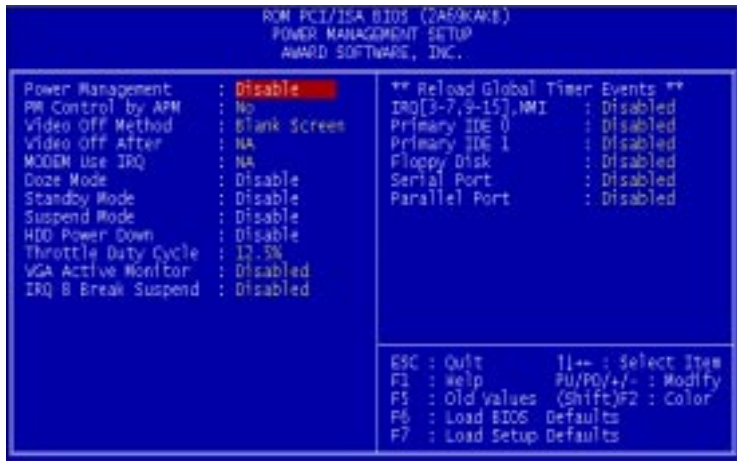 ROM PCI/ISA BIOS (2A69KAKB)
POWER MANAGEMENT SETUP
AWARD SOFTWARE, INC.
Power Management : Disable
PM Control by APM : No
Video Off Method : Blank Screen
Video Off After : NA
MODEM Use IRQ : NA
Doze Mode : Disable
Standby Mode : Disable
Suspend Mode : Disable
HDD Power Down : Disable
Throttle Duty Cycle : 12.5%
VGA Active Monitor : Disabled
IRQ 8 Break Suspend : Disabled
** Reload Global Timer Events **
IRQ[3-7,9-15],NMI : Disabled
Primary IDE 0 : Disabled
Primary IDE 1 : Disabled
Floppy Disk : Disabled
Serial Port : Disabled
Parallel Port : Disabled
ESC : Quit ↑↓→← : Select Item
F1 : Help PU/PD/+/- : Modify
F5 : Old Values (Shift)F2 : Color
F6 : Load BIOS Defaults
F7 : Load Setup Defaults